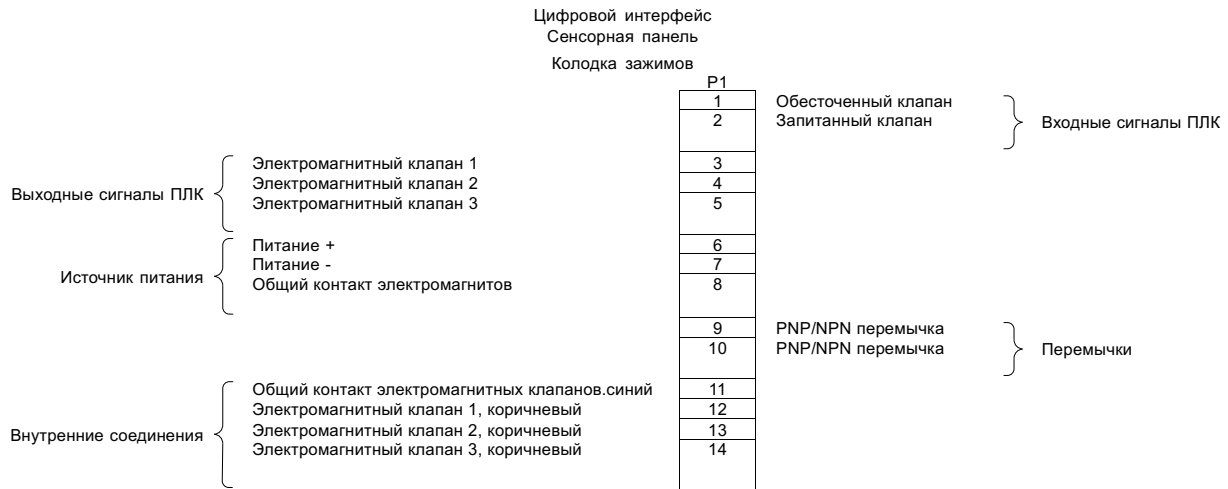 Цифровой интерфейс
Сенсорная панель
Колодка зажимов
P1
1 Обесточенный клапан
2 Запитанный клапан
Входные сигналы ПЛК
Электромагнитный клапан 1 3
Электромагнитный клапан 2 4
Электромагнитный клапан 3 5
Выходные сигналы ПЛК
Питание + 6
Питание - 7
Общий контакт электромагнитов 8
Источник питания
9 PNP/NPN перемычка
10 PNP/NPN перемычка
Перемычки
Общий контакт электромагнитных клапанов.синий 11
Электромагнитный клапан 1, коричневый 12
Электромагнитный клапан 2, коричневый 13
Электромагнитный клапан 3, коричневый 14
Внутренние соединения